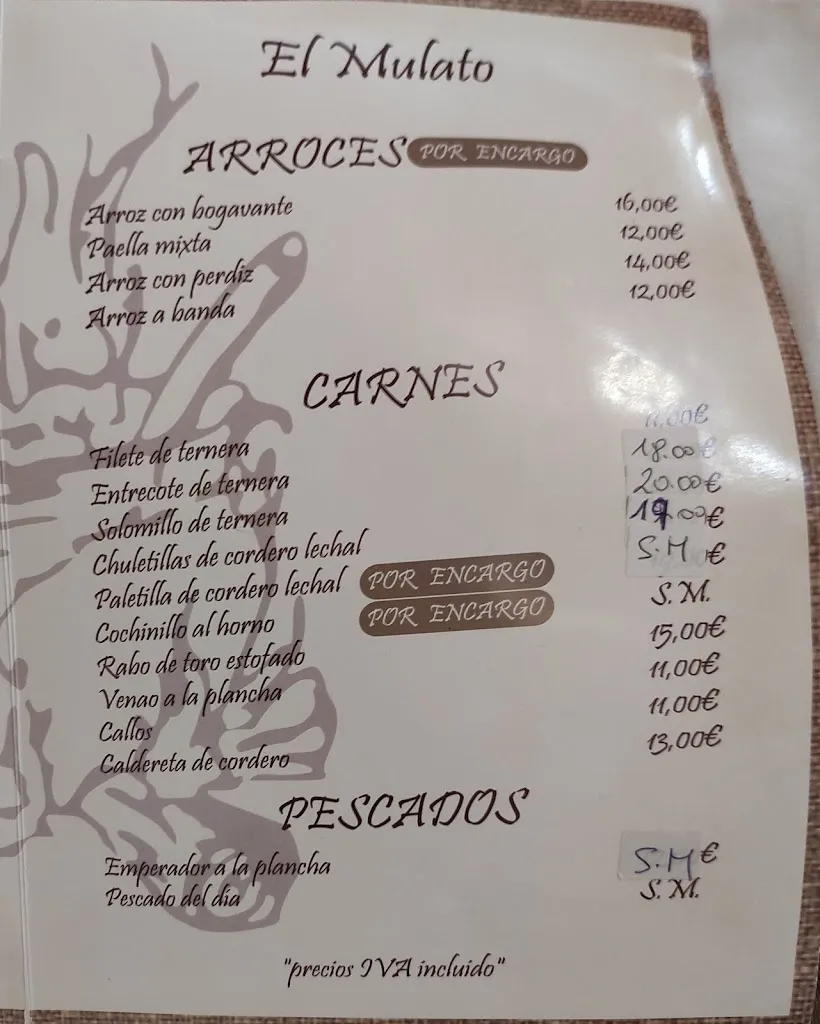 El Mulato
ARROCES POR ENCARGO
Arroz con bogavante 16,00€
Paella mixta 12,00€
Arroz con perdiz 14,00€
Arroz a banda 12,00€
CARNES
Filete de ternera
Entrecote de ternera 18.00€
Solomillo de ternera 20.00€
Chuletillas de cordero lechal 19.00€
Paletilla de cordero lechal POR ENCARGO S.M €
Cochinillo al horno POR ENCARGO S.M.
Rabo de toro estofado 15,00€
Venao a la plancha 11,00€
Callos 11,00€
Caldereta de cordero 13,00€
PESCADOS
Emperador a la plancha S.M €
Pescado del dia S.M.
"precios IVA incluido"